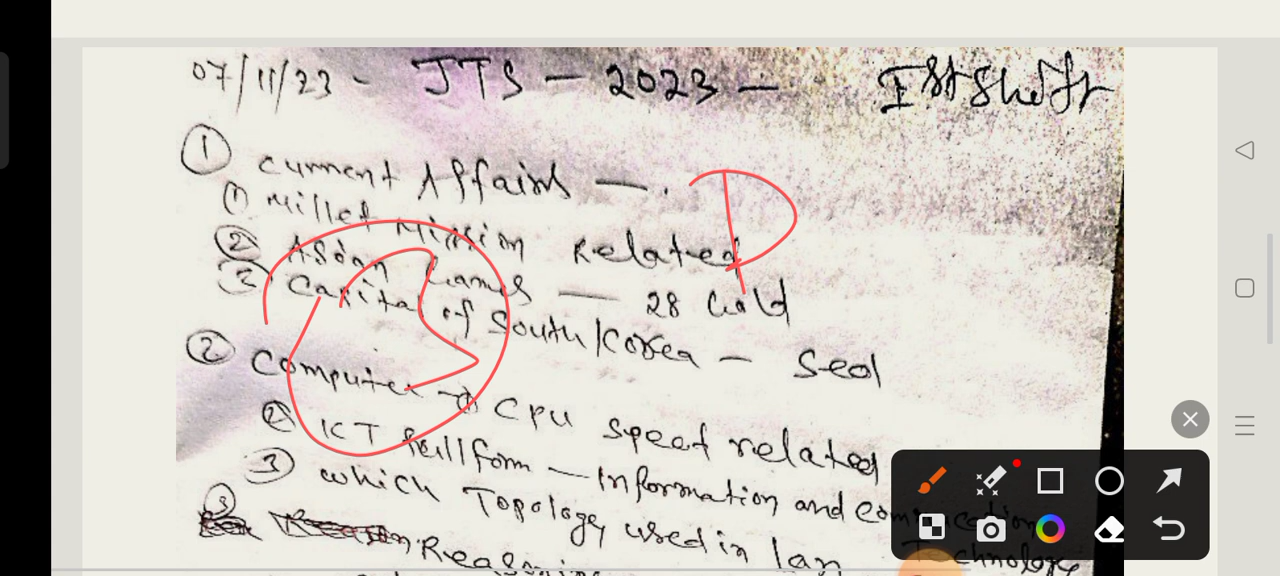 07/11/23 - JTS - 2023 - Ist Shift
① Current Affairs —.
① Millet Mission Related
② Asian Games — 28 Gold
③ Capital of South Korea - Seol
② Computer → ① CPU Speed related
② ICT fullform — Information and
③ which Topology used in lan
③ Reasoning